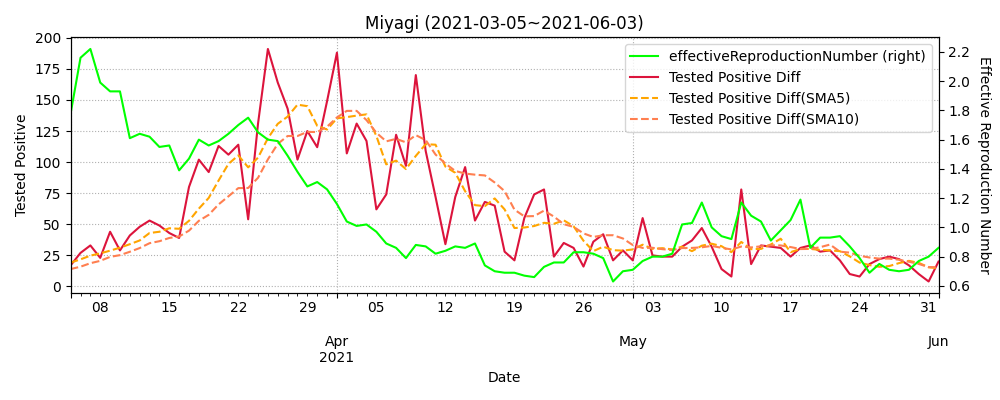 Miyagi (2021-03-05~2021-06-03)
effectiveReproductionNumber (right)
Tested Positive Diff
Tested Positive Diff(SMA5)
Tested Positive Diff(SMA10)
Tested Positive
200
175
150
125
100
75
50
25
0
Effective Reproduction Number
2.2
2.0
1.8
1.6
1.4
1.2
1.0
0.8
0.6
08 15 22 29 05 12 19 26 03 10 17 24 31
Apr May Jun
2021
Date